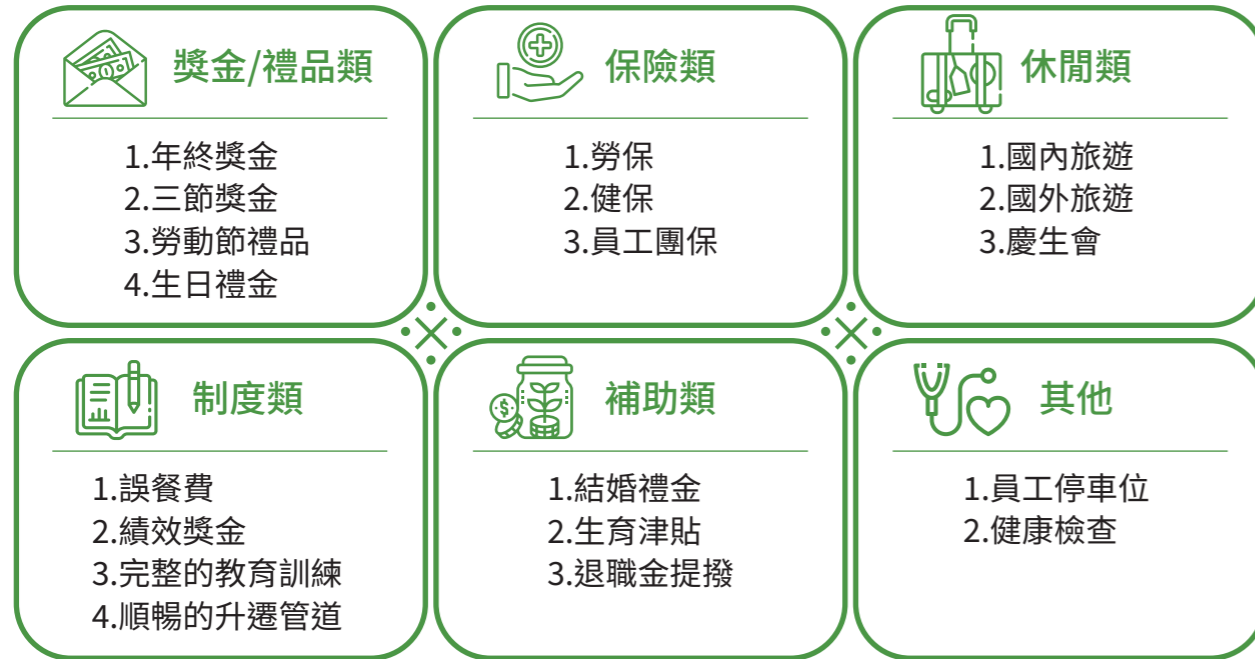 獎金/禮品類
1.年終獎金
2.三節獎金
3.勞動節禮品
4.生日禮金
保險類
1.勞保
2.健保
3.員工團保
休閒類
1.國內旅遊
2.國外旅遊
3.慶生會
制度類
1.誤餐費
2.績效獎金
3.完整的教育訓練
4.順暢的升遷管道
補助類
1.結婚禮金
2.生育津貼
3.退職金提撥
其他
1.員工停車位
2.健康檢查